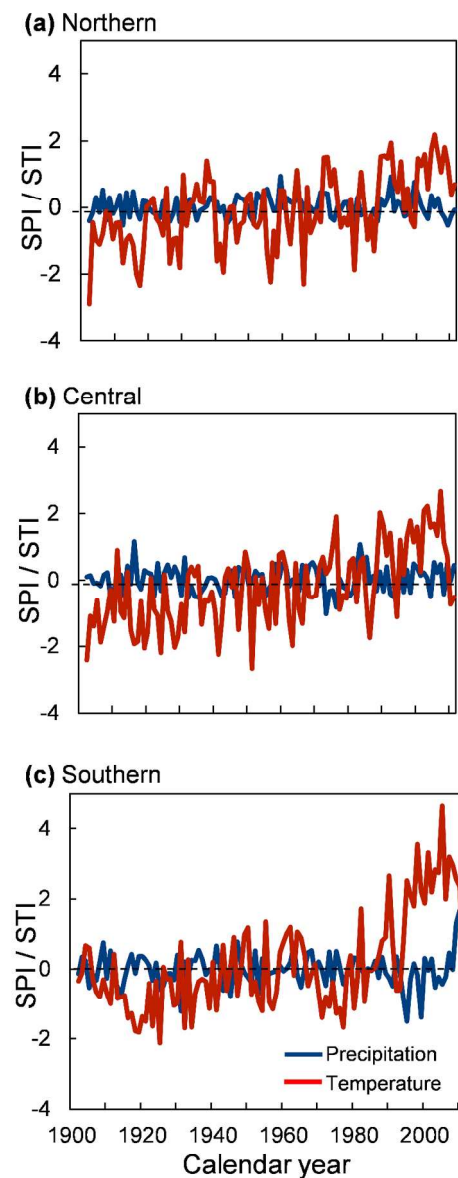 (a) Northern
4
2
0
-2
-4
SPI / STI
(b) Central
4
2
0
-2
-4
SPI / STI
(c) Southern
4
2
0
-2
-4
SPI / STI
Precipitation
Temperature
1900 1920 1940 1960 1980 2000
Calendar year